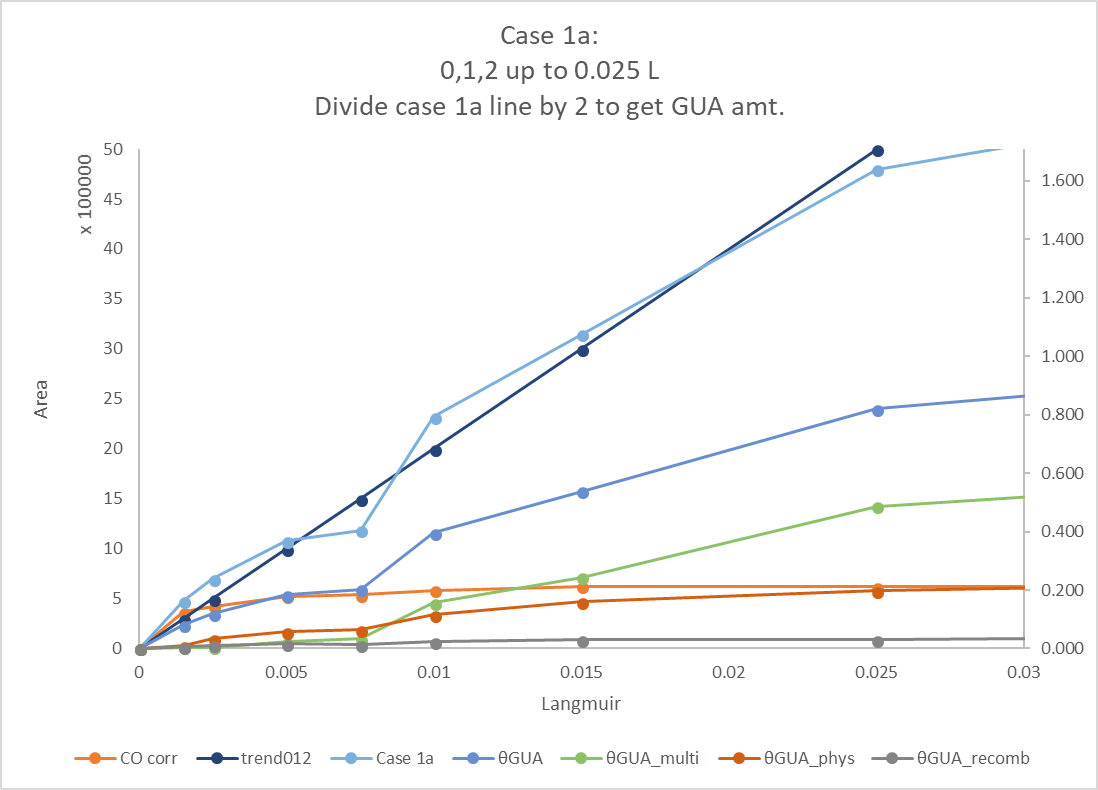 Case 1a:
0,1,2 up to 0.025 L
Divide case 1a line by 2 to get GUA amt.
x 100000
Area
50
45
40
35
30
25
20
15
10
5
0
1.600
1.400
1.200
1.000
0.800
0.600
0.400
0.200
0.000
0 0.005 0.01 0.015 0.02 0.025 0.03
Langmuir
CO corr trend012 Case 1a θGUA θGUA_multi θGUA_phys θGUA_recomb